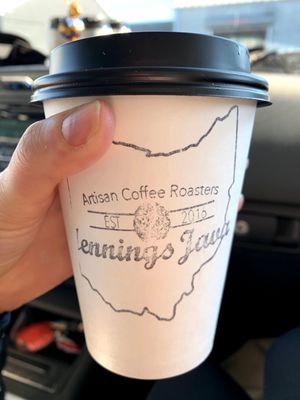 Artisan Coffee Roasters
EST 2016
Jennings Java